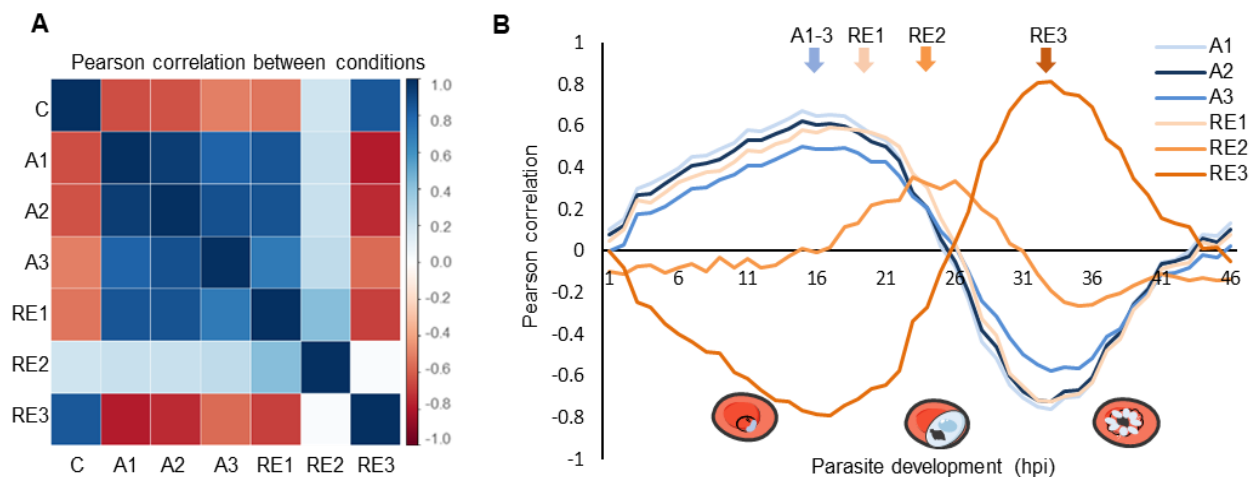 A
Pearson correlation between conditions
C
A1
A2
A3
RE1
RE2
RE3
C A1 A2 A3 RE1 RE2 RE3
1.0
0.8
0.6
0.4
0.2
0.0
-0.2
-0.4
-0.6
-0.8
-1.0
B
A1-3 RE1 RE2 RE3
Pearson correlation
1
0.8
0.6
0.4
0.2
0
-0.2
-0.4
-0.6
-0.8
-1
1 6 11 16 21 26 31 36 41 46
Parasite development (hpi)
A1
A2
A3
RE1
RE2
RE3